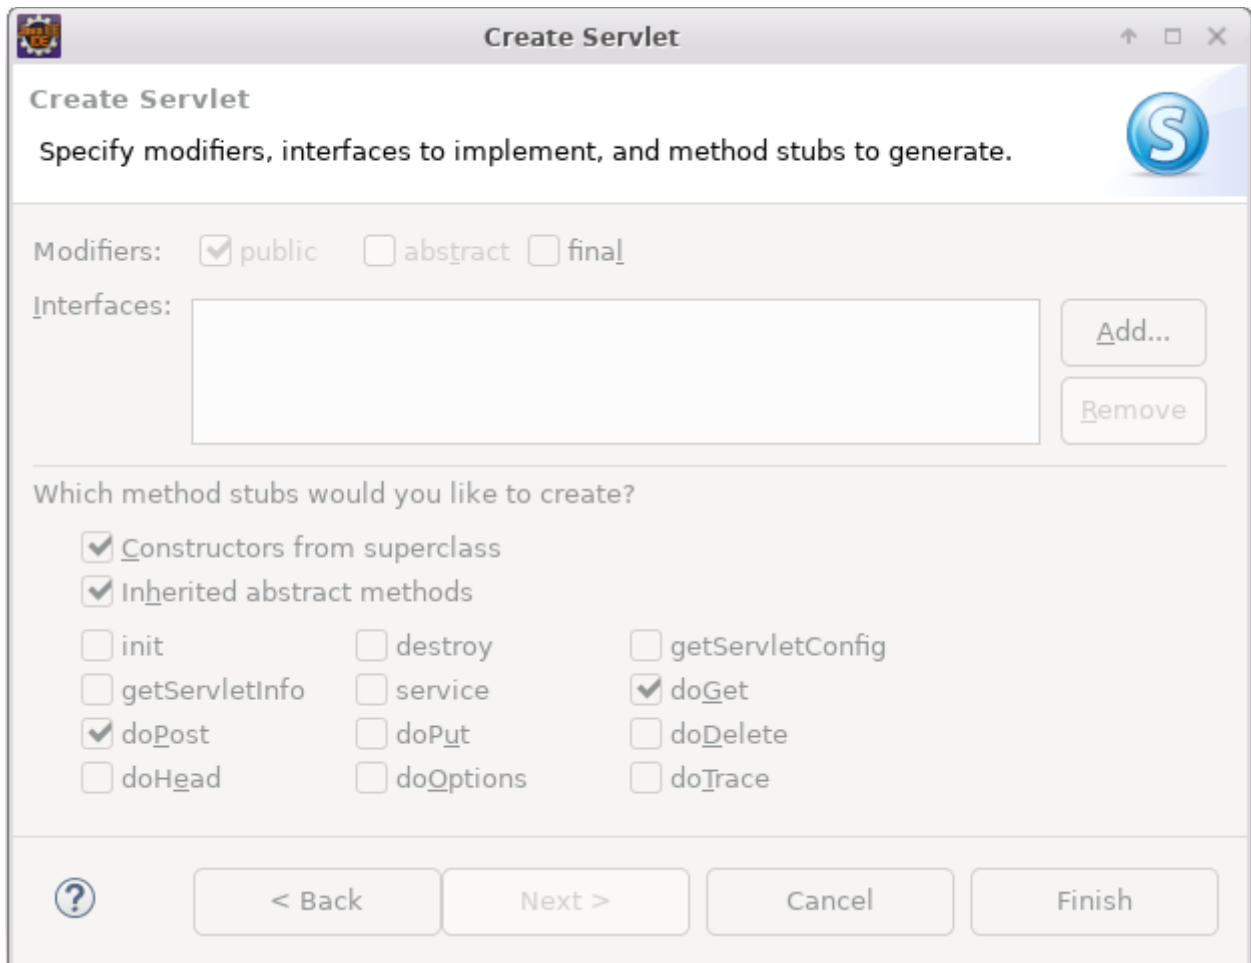 Create Servlet
Create Servlet
Specify modifiers, interfaces to implement, and method stubs to generate.
Modifiers: public abstract final
Interfaces:
Add...
Remove
Which method stubs would you like to create?
Constructors from superclass
Inherited abstract methods
init destroy getServletConfig
getServletInfo service doGet
doPost doPut doDelete
doHead doOptions doTrace
? < Back Next > Cancel Finish